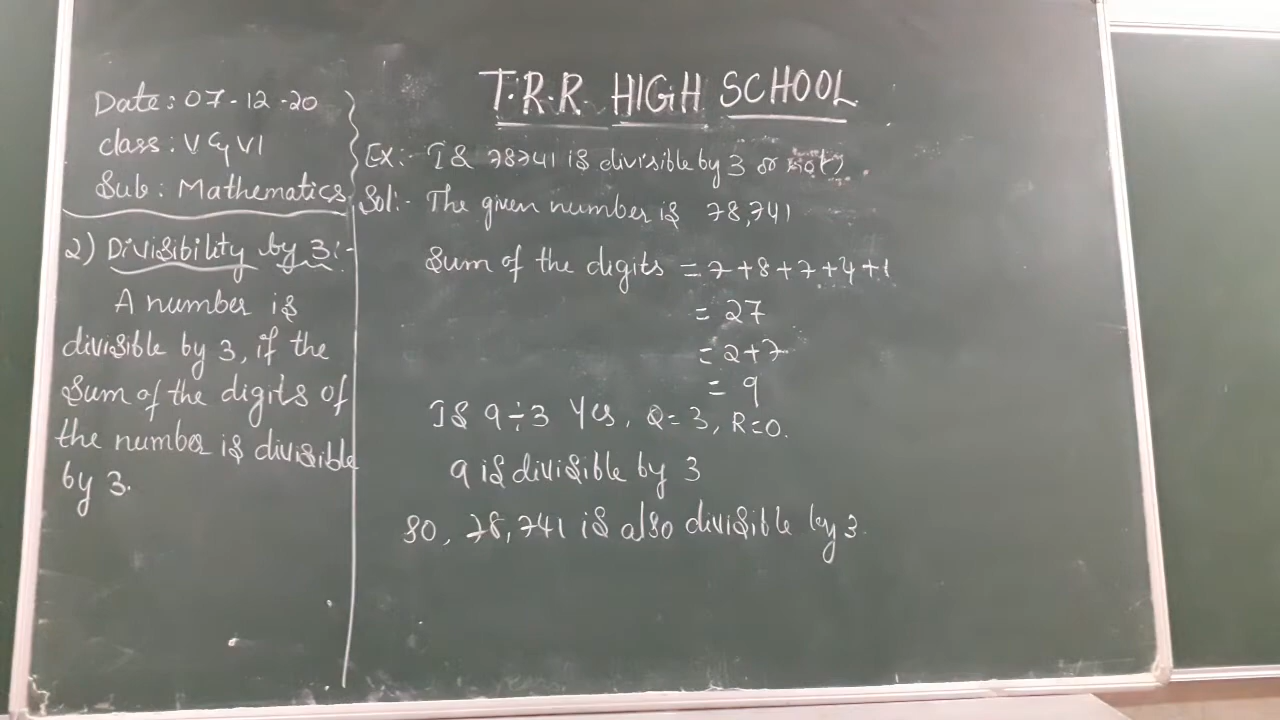 T.R.R. HIGH SCHOOL
Date: 07-12-20
class: V & VI
Sub: Mathematics
2) Divisibility by 3:-
A number is
divisible by 3, if the
Sum of the digits of
the number is divisible
by 3.
Ex:- Is 78741 is divisible by 3 or not.
Sol:- The given number is 78,741
Sum of the digits = 7+8+7+4+1
= 27
= 2+7
= 9
Is 9÷3 Yes, Q=3, R=0.
9 is divisible by 3
So, 78,741 is also divisible by 3.